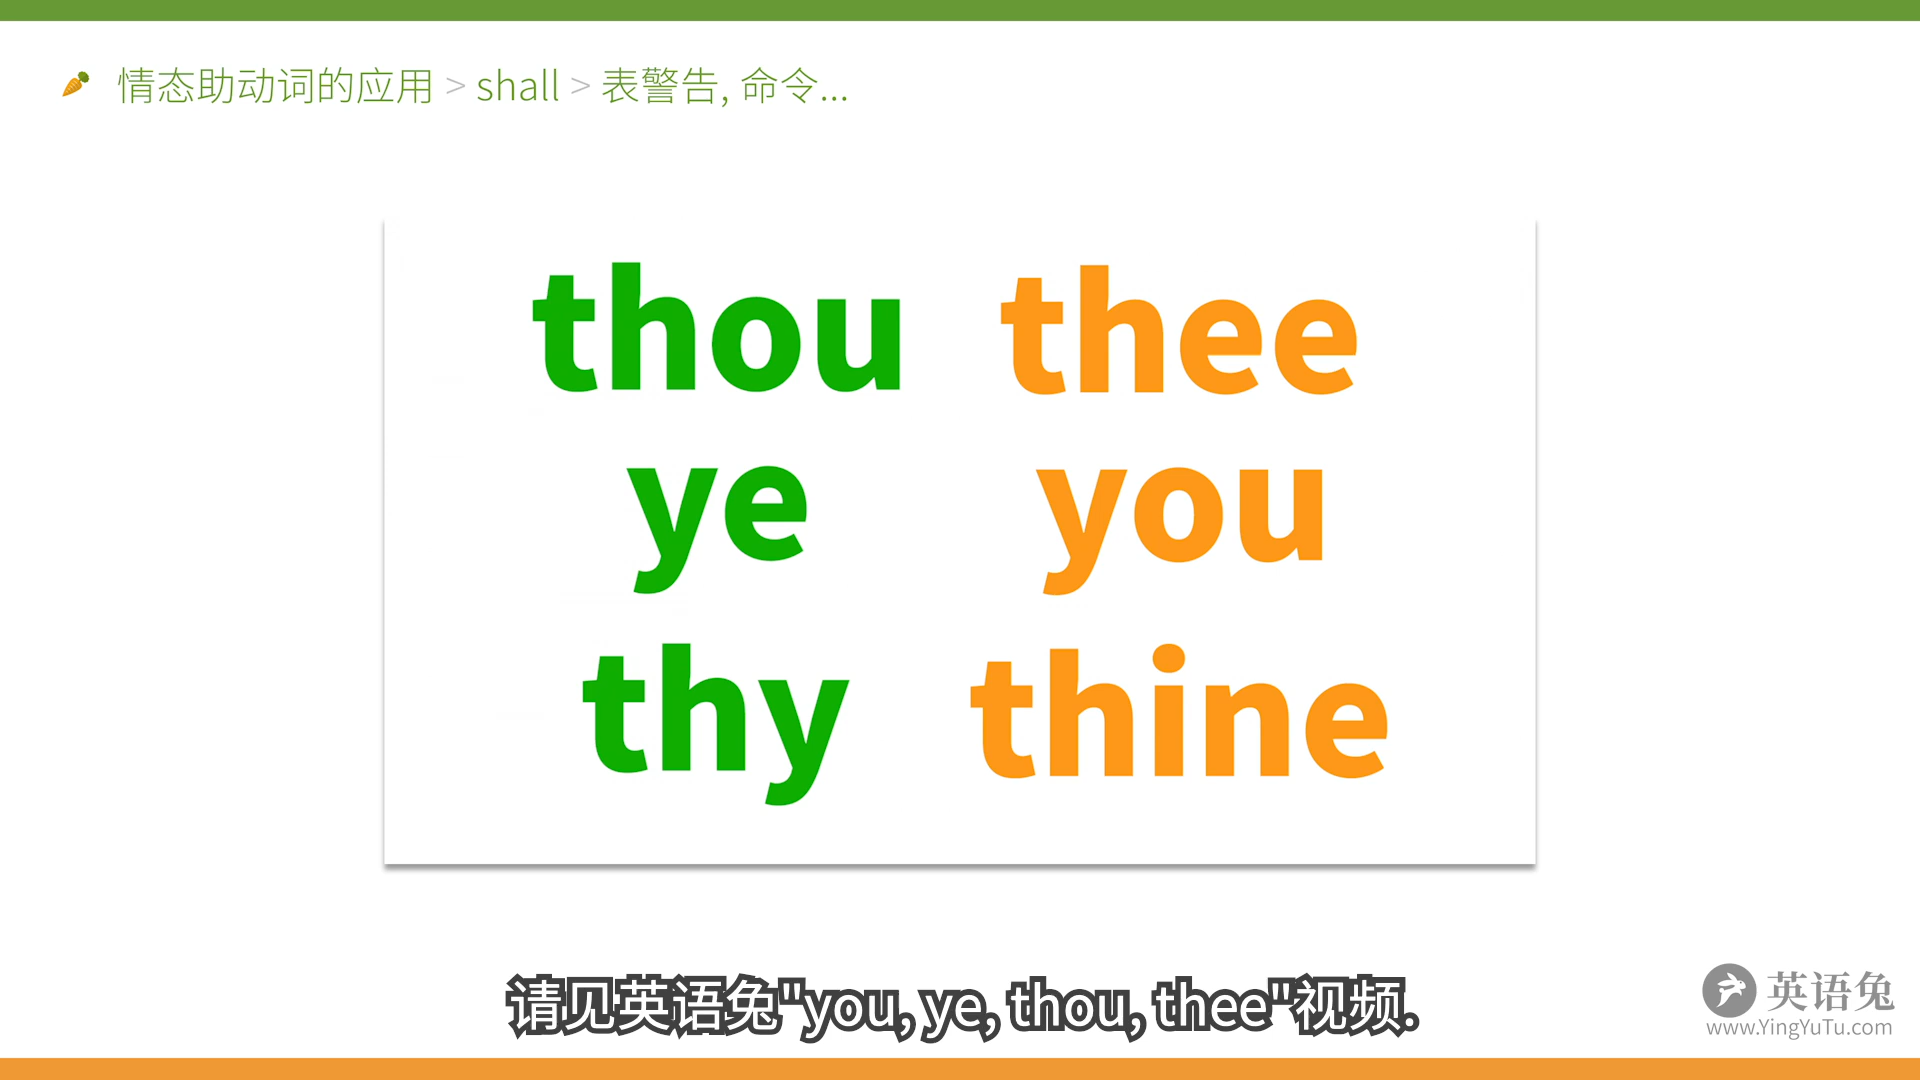 情态助动词的应用 > shall > 表警告, 命令...
thou thee
ye you
thy thine
请见英语兔"you, ye, thou, thee"视频.
英语兔
www.YingYuTu.com